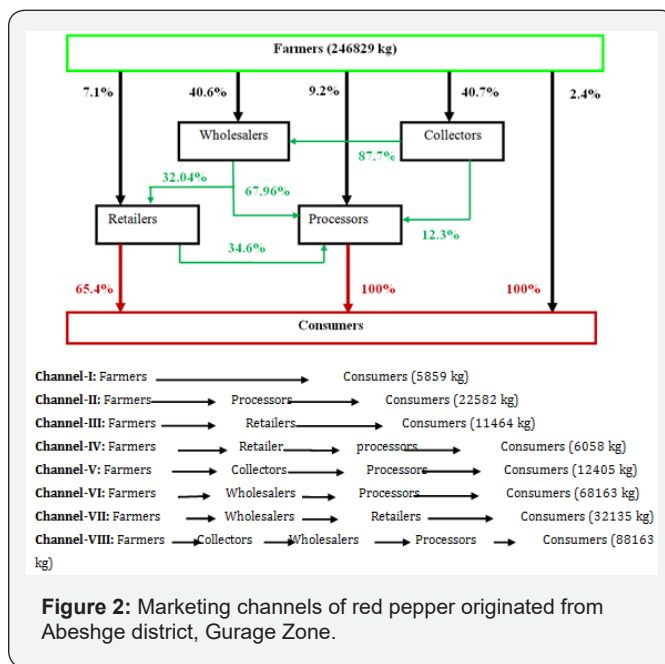 Farmers (246829 kg)
7.1% 40.6% 9.2% 40.7% 2.4%
Wholesalers Collectors
87.7%
32.04% 67.96%
Retailers Processors
12.3%
34.6%
65.4% 100% 100%
Consumers
Channel-I: Farmers Consumers (5859 kg)
Channel-II: Farmers Processors Consumers (22582 kg)
Channel-III: Farmers Retailers Consumers (11464 kg)
Channel-IV: Farmers Retailer processors Consumers (6058 kg)
Channel-V: Farmers Collectors Processors Consumers (12405 kg)
Channel-VI: Farmers Wholesalers Processors Consumers (68163 kg)
Channel-VII: Farmers Wholesalers Retailers Consumers (32135 kg)
Channel-VIII: Farmers Collectors Wholesalers Processors Consumers (88163
kg)
Figure 2: Marketing channels of red pepper originated from
Abeshge district, Gurage Zone.